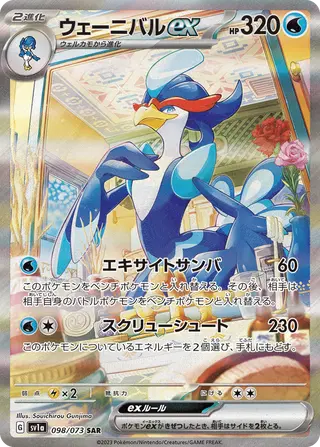 2進化
ウェーニバルex
HP320
ウェルカモから進化
エキサイトサンバ 60
このポケモンをベンチポケモンと入れ替える。その後、相手は
相手自身のバトルポケモンをベンチポケモンと入れ替える。
スクリューシュート 230
このポケモンについているエネルギーを2個選び、手札にもどす。
弱点 ×2 抵抗力 にげる
exルール
ポケモンexがきぜつしたとき、相手はサイドを2枚とる。
Illus. Souichirou Gunjima
G sv1a 098/073 SAR
©2023 Pokémon/Nintendo/Creatures/GAME FREAK.